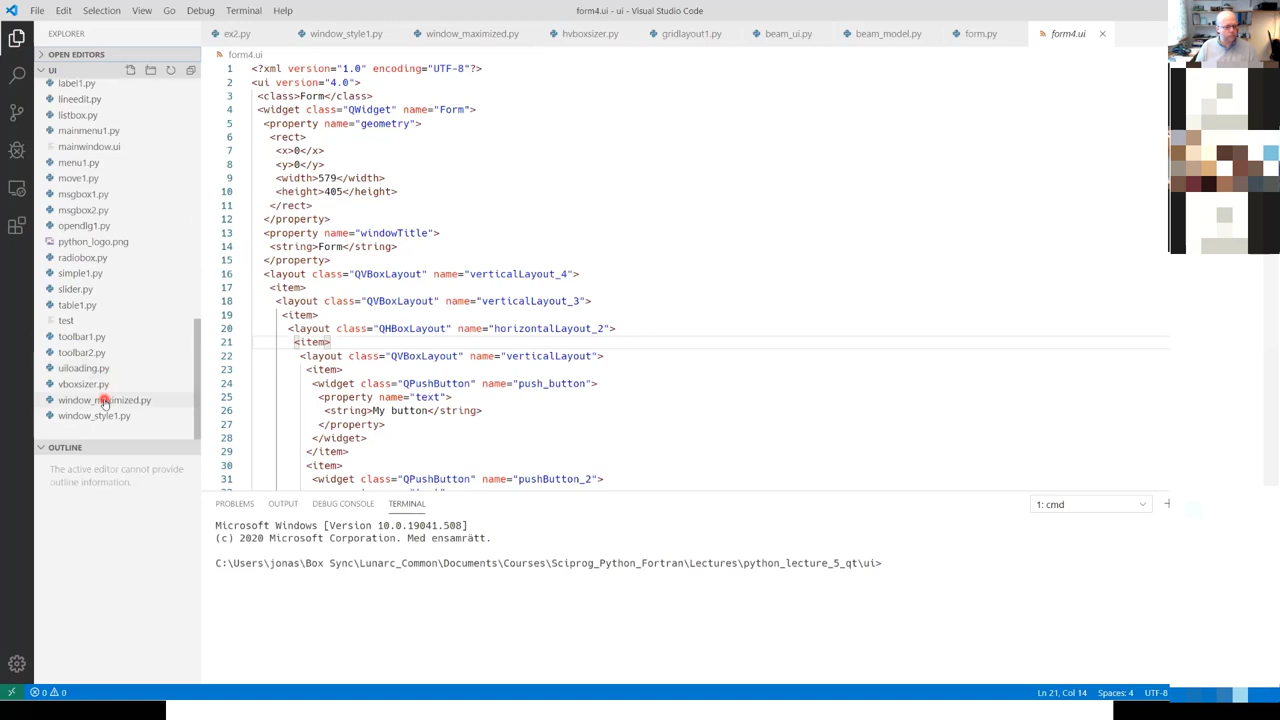 File Edit Selection View Go Debug Terminal Help
form4.ui - ui - Visual Studio Code
EXPLORER
OPEN EDITORS
UI
label1.py
lineedit.py
listbox.py
mainmenu1.py
mainwindow.ui
menu1.py
move1.py
msgbox1.py
msgbox2.py
opendlg1.py
python_logo.png
radiobox.py
simple1.py
slider.py
table1.py
test
toolbar1.py
toolbar2.py
uiloading.py
vboxsizer.py
window_maximized.py
window_style1.py
OUTLINE
The active editor cannot provide
outline information.
ex2.py window_style1.py window_maximized.py hvboxsizer.py gridlayout1.py beam_ui.py beam_model.py form.py form4.ui
form4.ui
1 <?xml version="1.0" encoding="UTF-8"?>
2 <ui version="4.0">
3 <class>Form</class>
4 <widget class="QWidget" name="Form">
5 <property name="geometry">
6 <rect>
7 <x>0</x>
8 <y>0</y>
9 <width>579</width>
10 <height>405</height>
11 </rect>
12 </property>
13 <property name="windowTitle">
14 <string>Form</string>
15 </property>
16 <layout class="QVBoxLayout" name="verticalLayout_4">
17 <item>
18 <layout class="QVBoxLayout" name="verticalLayout_3">
19 <item>
20 <layout class="QHBoxLayout" name="horizontalLayout_2">
21 <item>
22 <layout class="QVBoxLayout" name="verticalLayout">
23 <item>
24 <widget class="QPushButton" name="push_button">
25 <property name="text">
26 <string>My button</string>
27 </property>
28 </widget>
29 </item>
30 <item>
31 <widget class="QPushButton" name="pushButton_2">
PROBLEMS OUTPUT DEBUG CONSOLE TERMINAL
1: cmd
Microsoft Windows [Version 10.0.19041.508]
(c) 2020 Microsoft Corporation. Med ensamrätt.
C:\Users\jonas\Box Sync\Lunarc_Common\Documents\Courses\Sciprog_Python_Fortran\Lectures\python_lecture_5_qt\ui>
0 0
Ln 21, Col 14 Spaces: 4 UTF-8